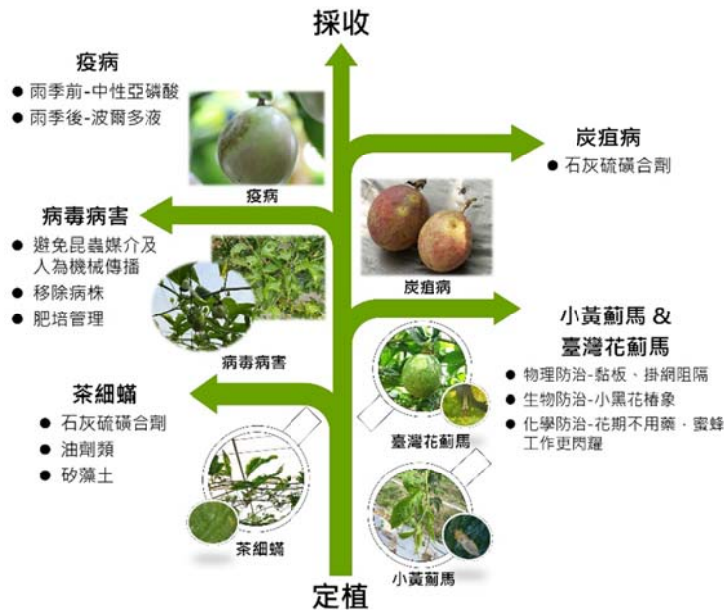 採收
疫病
● 雨季前-中性亞磷酸
● 雨季後-波爾多液
疫病
炭疽病
● 石灰硫磺合劑
炭疽病
病毒病害
● 避免昆蟲媒介及
人為機械傳播
● 移除病株
● 肥培管理
病毒病害
小黃薊馬 &
臺灣花薊馬
● 物理防治-黏板、掛網阻隔
● 生物防治-小黑花椿象
● 化學防治-花期不用藥,蜜蜂
工作更閃耀
臺灣花薊馬
小黃薊馬
茶細蟎
● 石灰硫磺合劑
● 油劑類
● 矽藻土
茶細蟎
定植